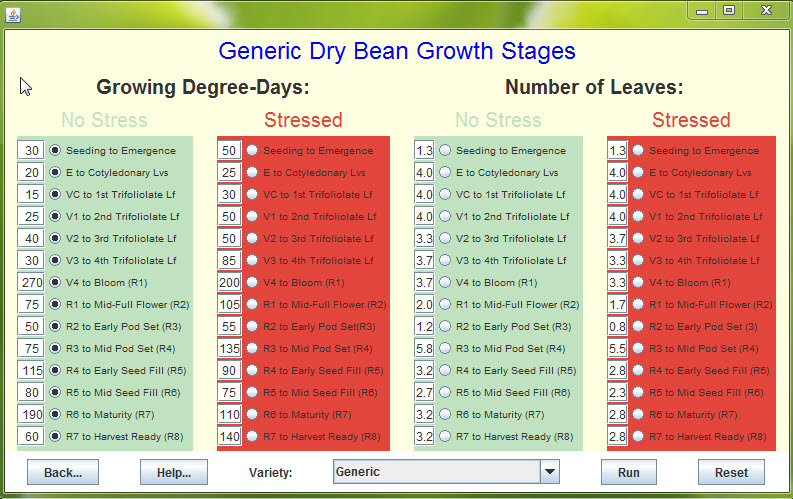 Generic Dry Bean Growth Stages
Growing Degree-Days: Number of Leaves:
No Stress Stressed No Stress Stressed
30 Seeding to Emergence 50 Seeding to Emergence 1.3 Seeding to Emergence 1.3 Seeding to Emergence
20 E to Cotyledonary Lvs 25 E to Cotyledonary Lvs 4.0 E to Cotyledonary Lvs 4.0 E to Cotyledonary Lvs
15 VC to 1st Trifoliolate Lf 30 VC to 1st Trifoliolate Lf 4.0 VC to 1st Trifoliolate Lf 4.0 VC to 1st Trifoliolate Lf
25 V1 to 2nd Trifoliolate Lf 50 V1 to 2nd Trifoliolate Lf 4.0 V1 to 2nd Trifoliolate Lf 4.0 V1 to 2nd Trifoliolate Lf
40 V2 to 3rd Trifoliolate Lf 50 V2 to 3rd Trifoliolate Lf 3.3 V2 to 3rd Trifoliolate Lf 3.7 V2 to 3rd Trifoliolate Lf
30 V3 to 4th Trifoliolate Lf 85 V3 to 4th Trifoliolate Lf 3.7 V3 to 4th Trifoliolate Lf 3.3 V3 to 4th Trifoliolate Lf
270 V4 to Bloom (R1) 200 V4 to Bloom (R1) 3.7 V4 to Bloom (R1) 3.3 V4 to Bloom (R1)
75 R1 to Mid-Full Flower (R2) 105 R1 to Mid-Full Flower (R2) 2.0 R1 to Mid-Full Flower (R2) 1.7 R1 to Mid-Full Flower (R2)
50 R2 to Early Pod Set (R3) 55 R2 to Early Pod Set(R3) 1.2 R2 to Early Pod Set (R3) 0.8 R2 to Early Pod Set (3)
75 R3 to Mid Pod Set (R4) 135 R3 to Mid Pod Set (R4) 5.8 R3 to Mid Pod Set (R4) 5.5 R3 to Mid Pod Set (R4)
115 R4 to Early Seed Fill (R5) 90 R4 to Early Seed Fill (R5) 3.2 R4 to Early Seed Fill (R5) 2.8 R4 to Early Seed Fill (R5)
80 R5 to Mid Seed Fill (R6) 75 R5 to Mid Seed Fill (R6) 2.7 R5 to Mid Seed Fill (R6) 2.3 R5 to Mid Seed Fill (R6)
190 R6 to Maturity (R7) 110 R6 to Maturity (R7) 3.2 R6 to Maturity (R7) 2.8 R6 to Maturity (R7)
60 R7 to Harvest Ready (R8) 140 R7 to Harvest Ready (R8) 3.2 R7 to Harvest Ready (R8) 2.8 R7 to Harvest Ready (R8)
Back... Help... Variety: Generic Run Reset